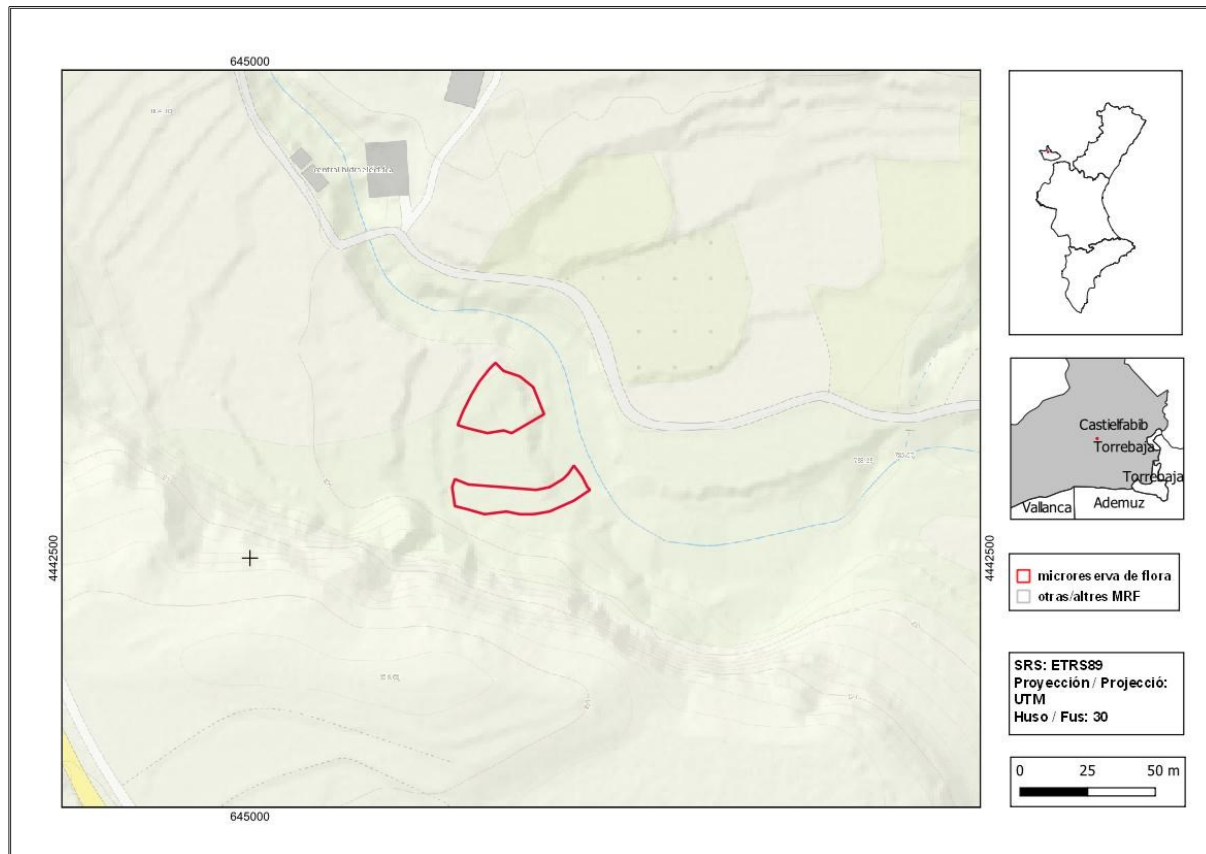 645000
central hidroeléctrica
4442500
4442500
645000
Castielfabib
Torrebaja
Torrebaja
Vallanca
Ademuz
microreserva de flora
otras/altres MRF
SRS: ETRS89
Proyección / Projecció:
UTM
Huso / Fus: 30
0 25 50 m